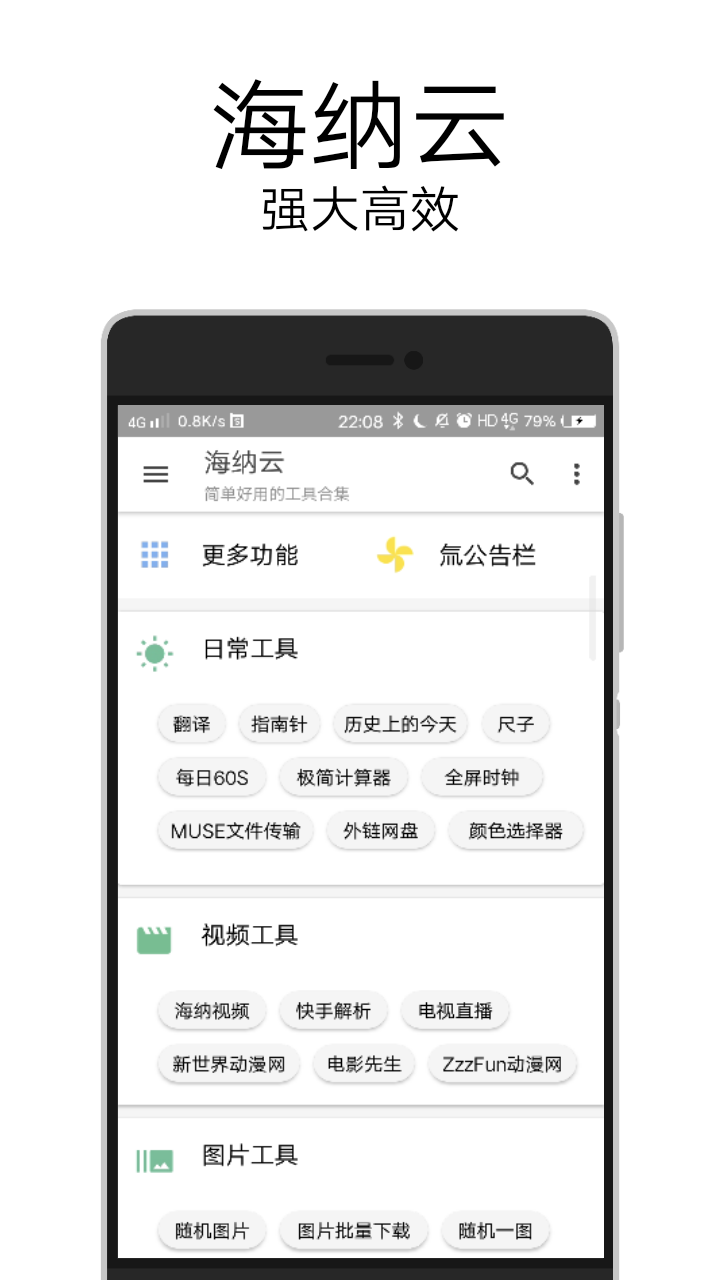 海纳云
强大高效
4G 0.8K/s 22:08 HD 4G 79%
海纳云
简单好用的工具合集
更多功能 氚公告栏
日常工具
翻译 指南针 历史上的今天 尺子
每日60S 极简计算器 全屏时钟
MUSE文件传输 外链网盘 颜色选择器
视频工具
海纳视频 快手解析 电视直播
新世界动漫网 电影先生 ZzzFun动漫网
图片工具
随机图片 图片批量下载 随机一图